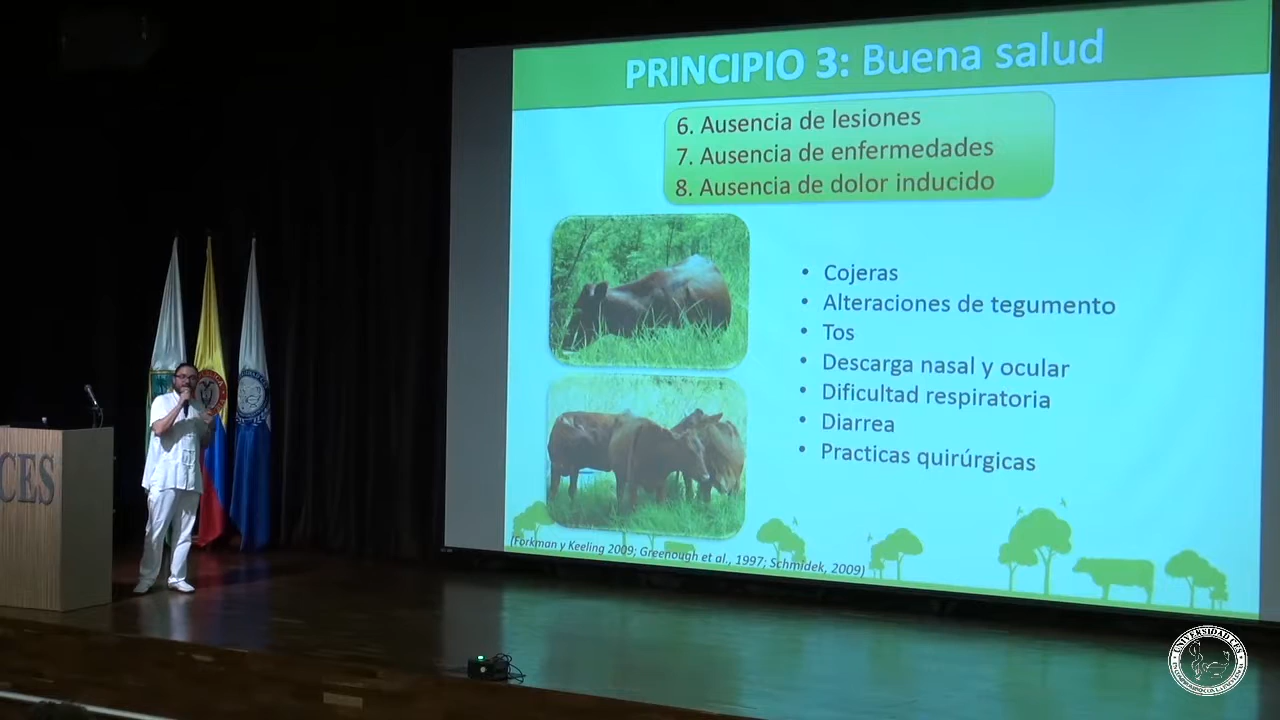 PRINCIPIO 3: Buena salud
6. Ausencia de lesiones
7. Ausencia de enfermedades
8. Ausencia de dolor inducido
• Cojeras
• Alteraciones de tegumento
• Tos
• Descarga nasal y ocular
• Dificultad respiratoria
• Diarrea
• Practicas quirúrgicas
(Forkman y Keeling 2009; Greenough et al., 1997; Schmidek, 2009)
CES
UNIVERSIDAD CES